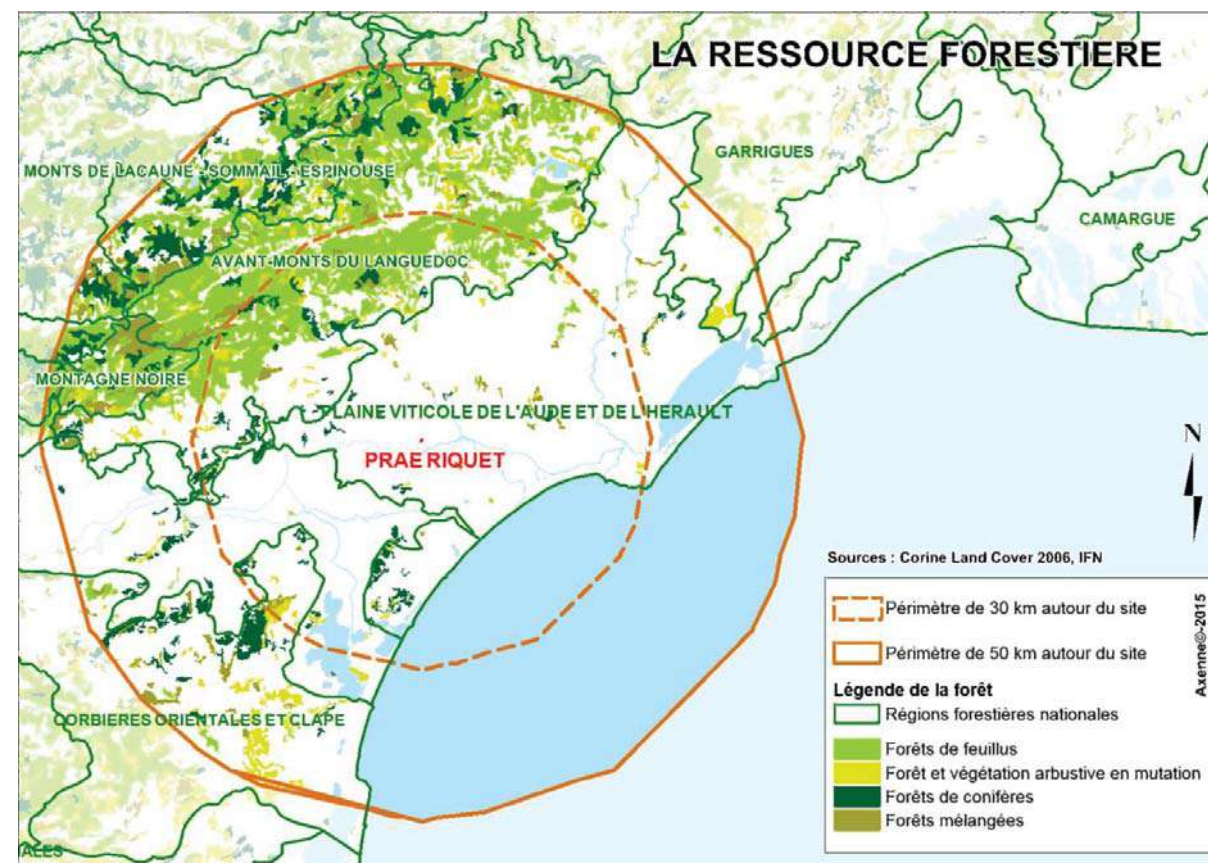 LA RESSOURCE FORESTIERE
GARRIGUES
MONTS DE LACAUNE - SOMMAIL - ESPINOUSE
CAMARGUE
AVANT-MONTS DU LANGUEDOC
MONTAGNE NOIRE
PLAINE VITICOLE DE L'AUDE ET DE L'HERAULT
PRAE RIQUET
N
CORBIERES ORIENTALES ET CLAPE
ALES
Sources : Corine Land Cover 2006, IFN
Périmètre de 30 km autour du site
Périmètre de 50 km autour du site
Légende de la forêt
Régions forestières nationales
Forêts de feuillus
Forêt et végétation arbustive en mutation
Forêts de conifères
Forêts mélangées
Axenne©-2015